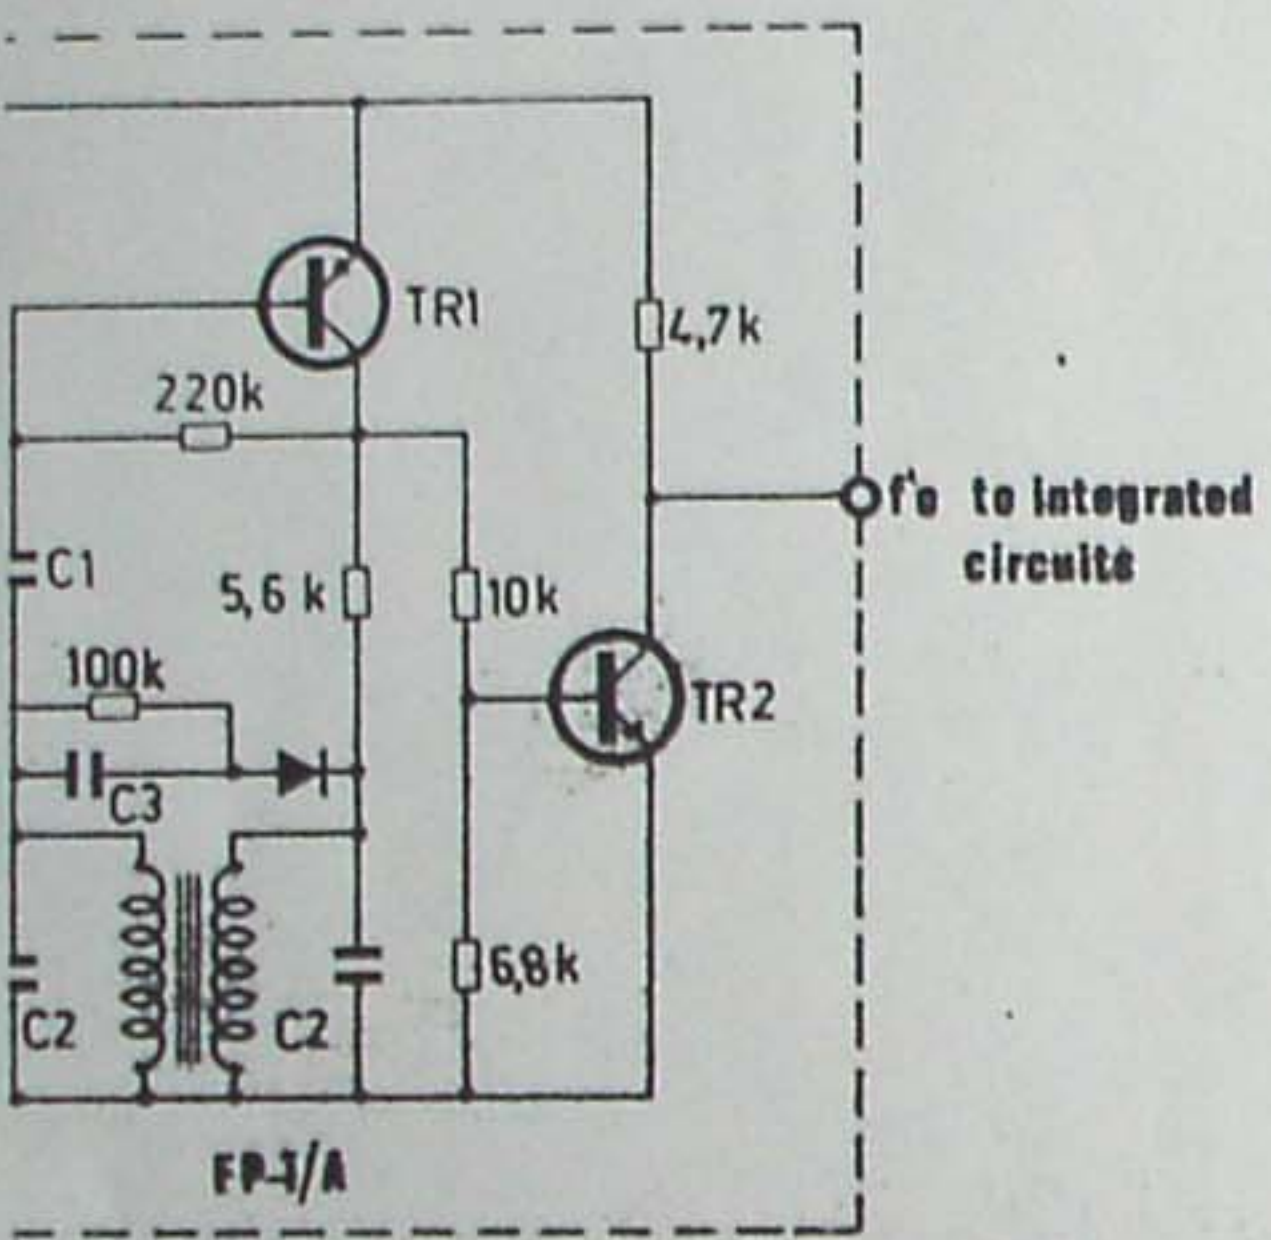 TR1
4,7k
220k
f'o to integrated
circuits
C1
5,6 k
10k
100k
TR2
C3
6,8k
C2
C2
FP-1/A